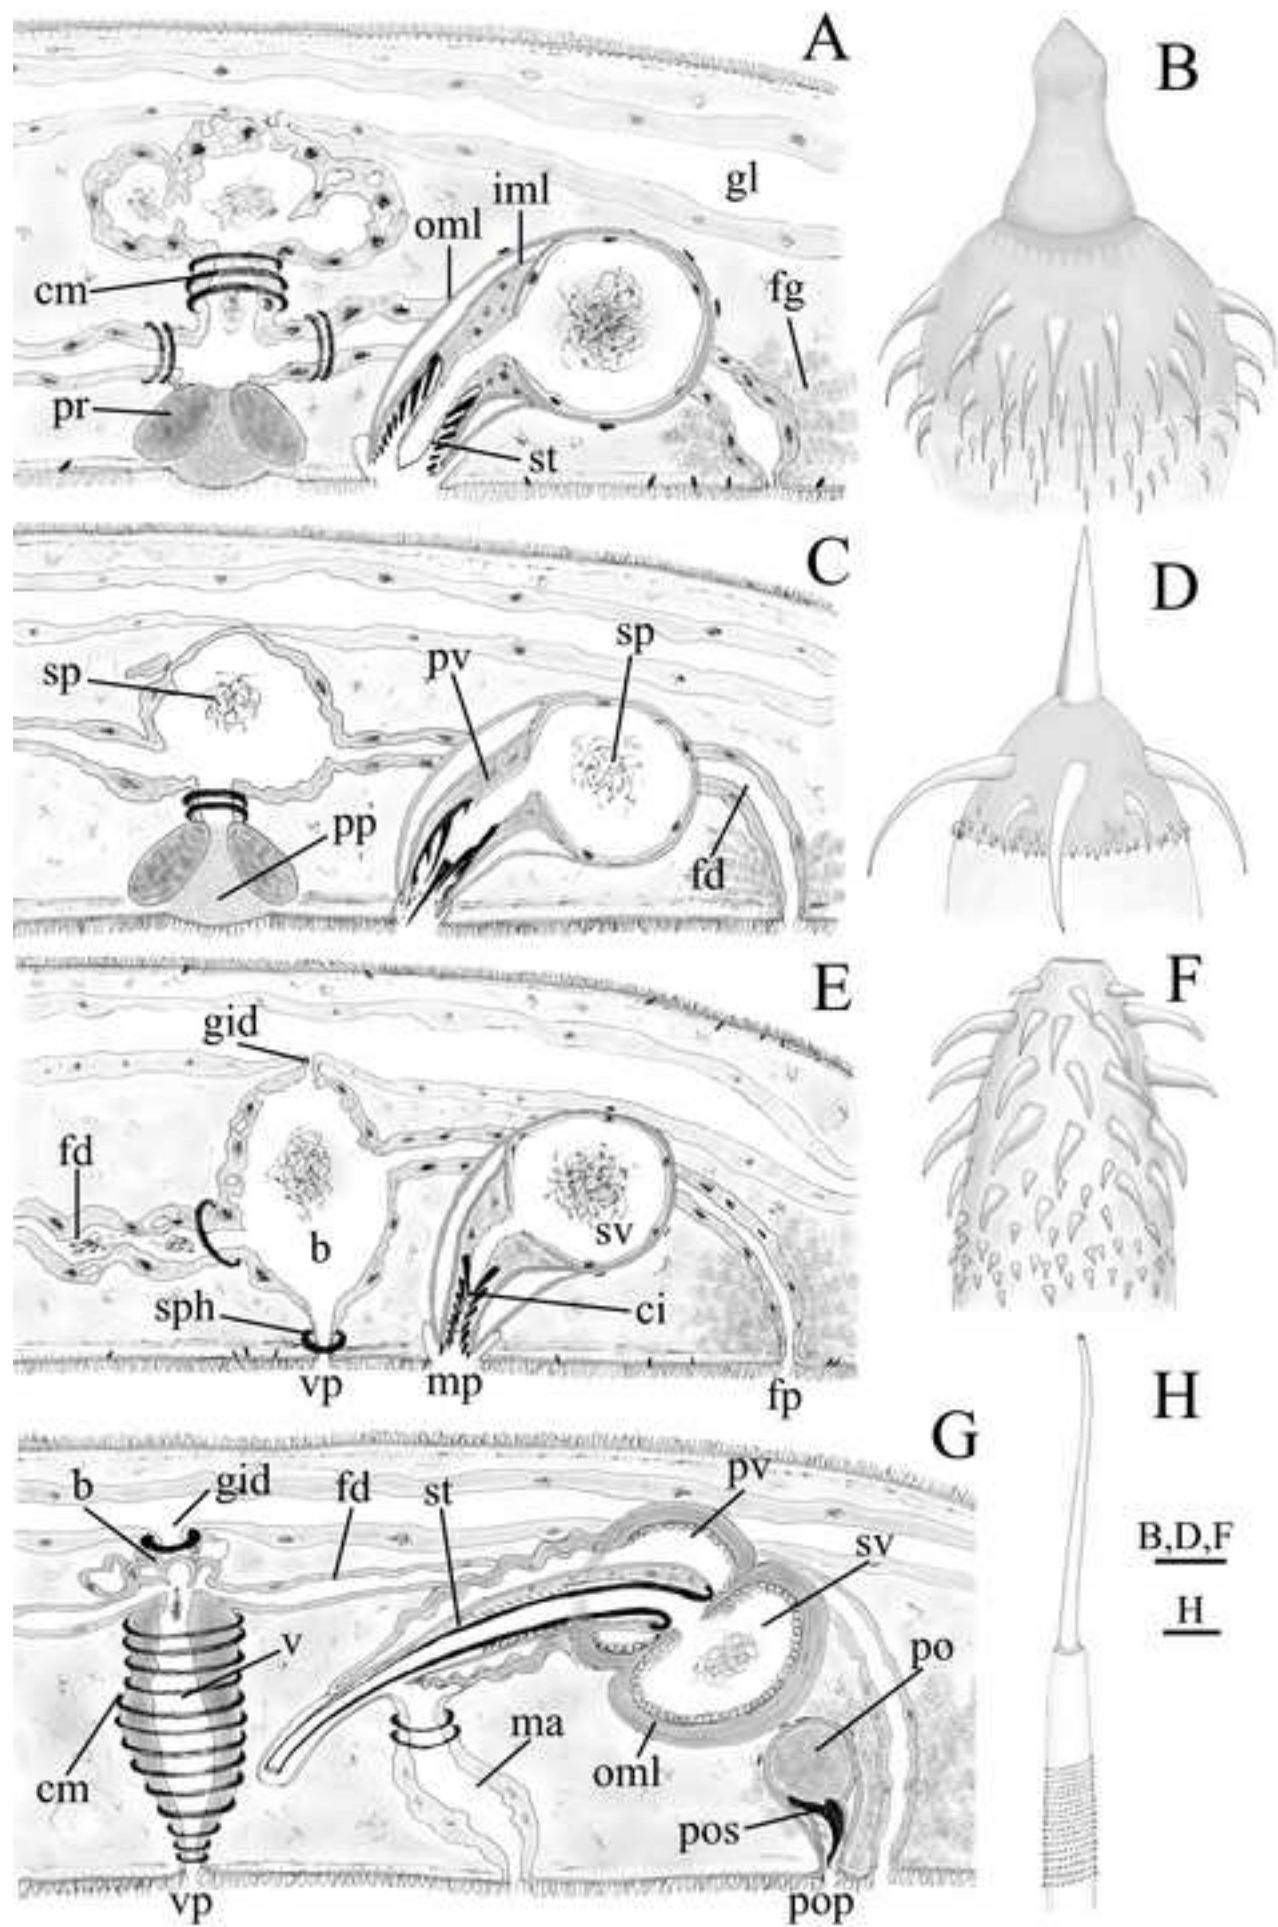 A
B
gl
iml
oml
cm
fg
pr
st
C
D
sp
sp
pv
pp
fd
E
F
gid
fd
b
sv
sph
ci
vp
mp
fp
H
G
b
gid
fd
st
pv
sv
B,D,F
H
v
po
ma
cm
oml
pos
vp
pop